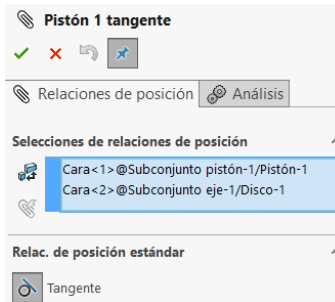 Pistón 1 tangente
Relaciones de posición Análisis
Selecciones de relaciones de posición
Cara<1>@Subconjunto pistón-1/Pistón-1
Cara<2>@Subconjunto eje-1/Disco-1
Relac. de posición estándar
Tangente